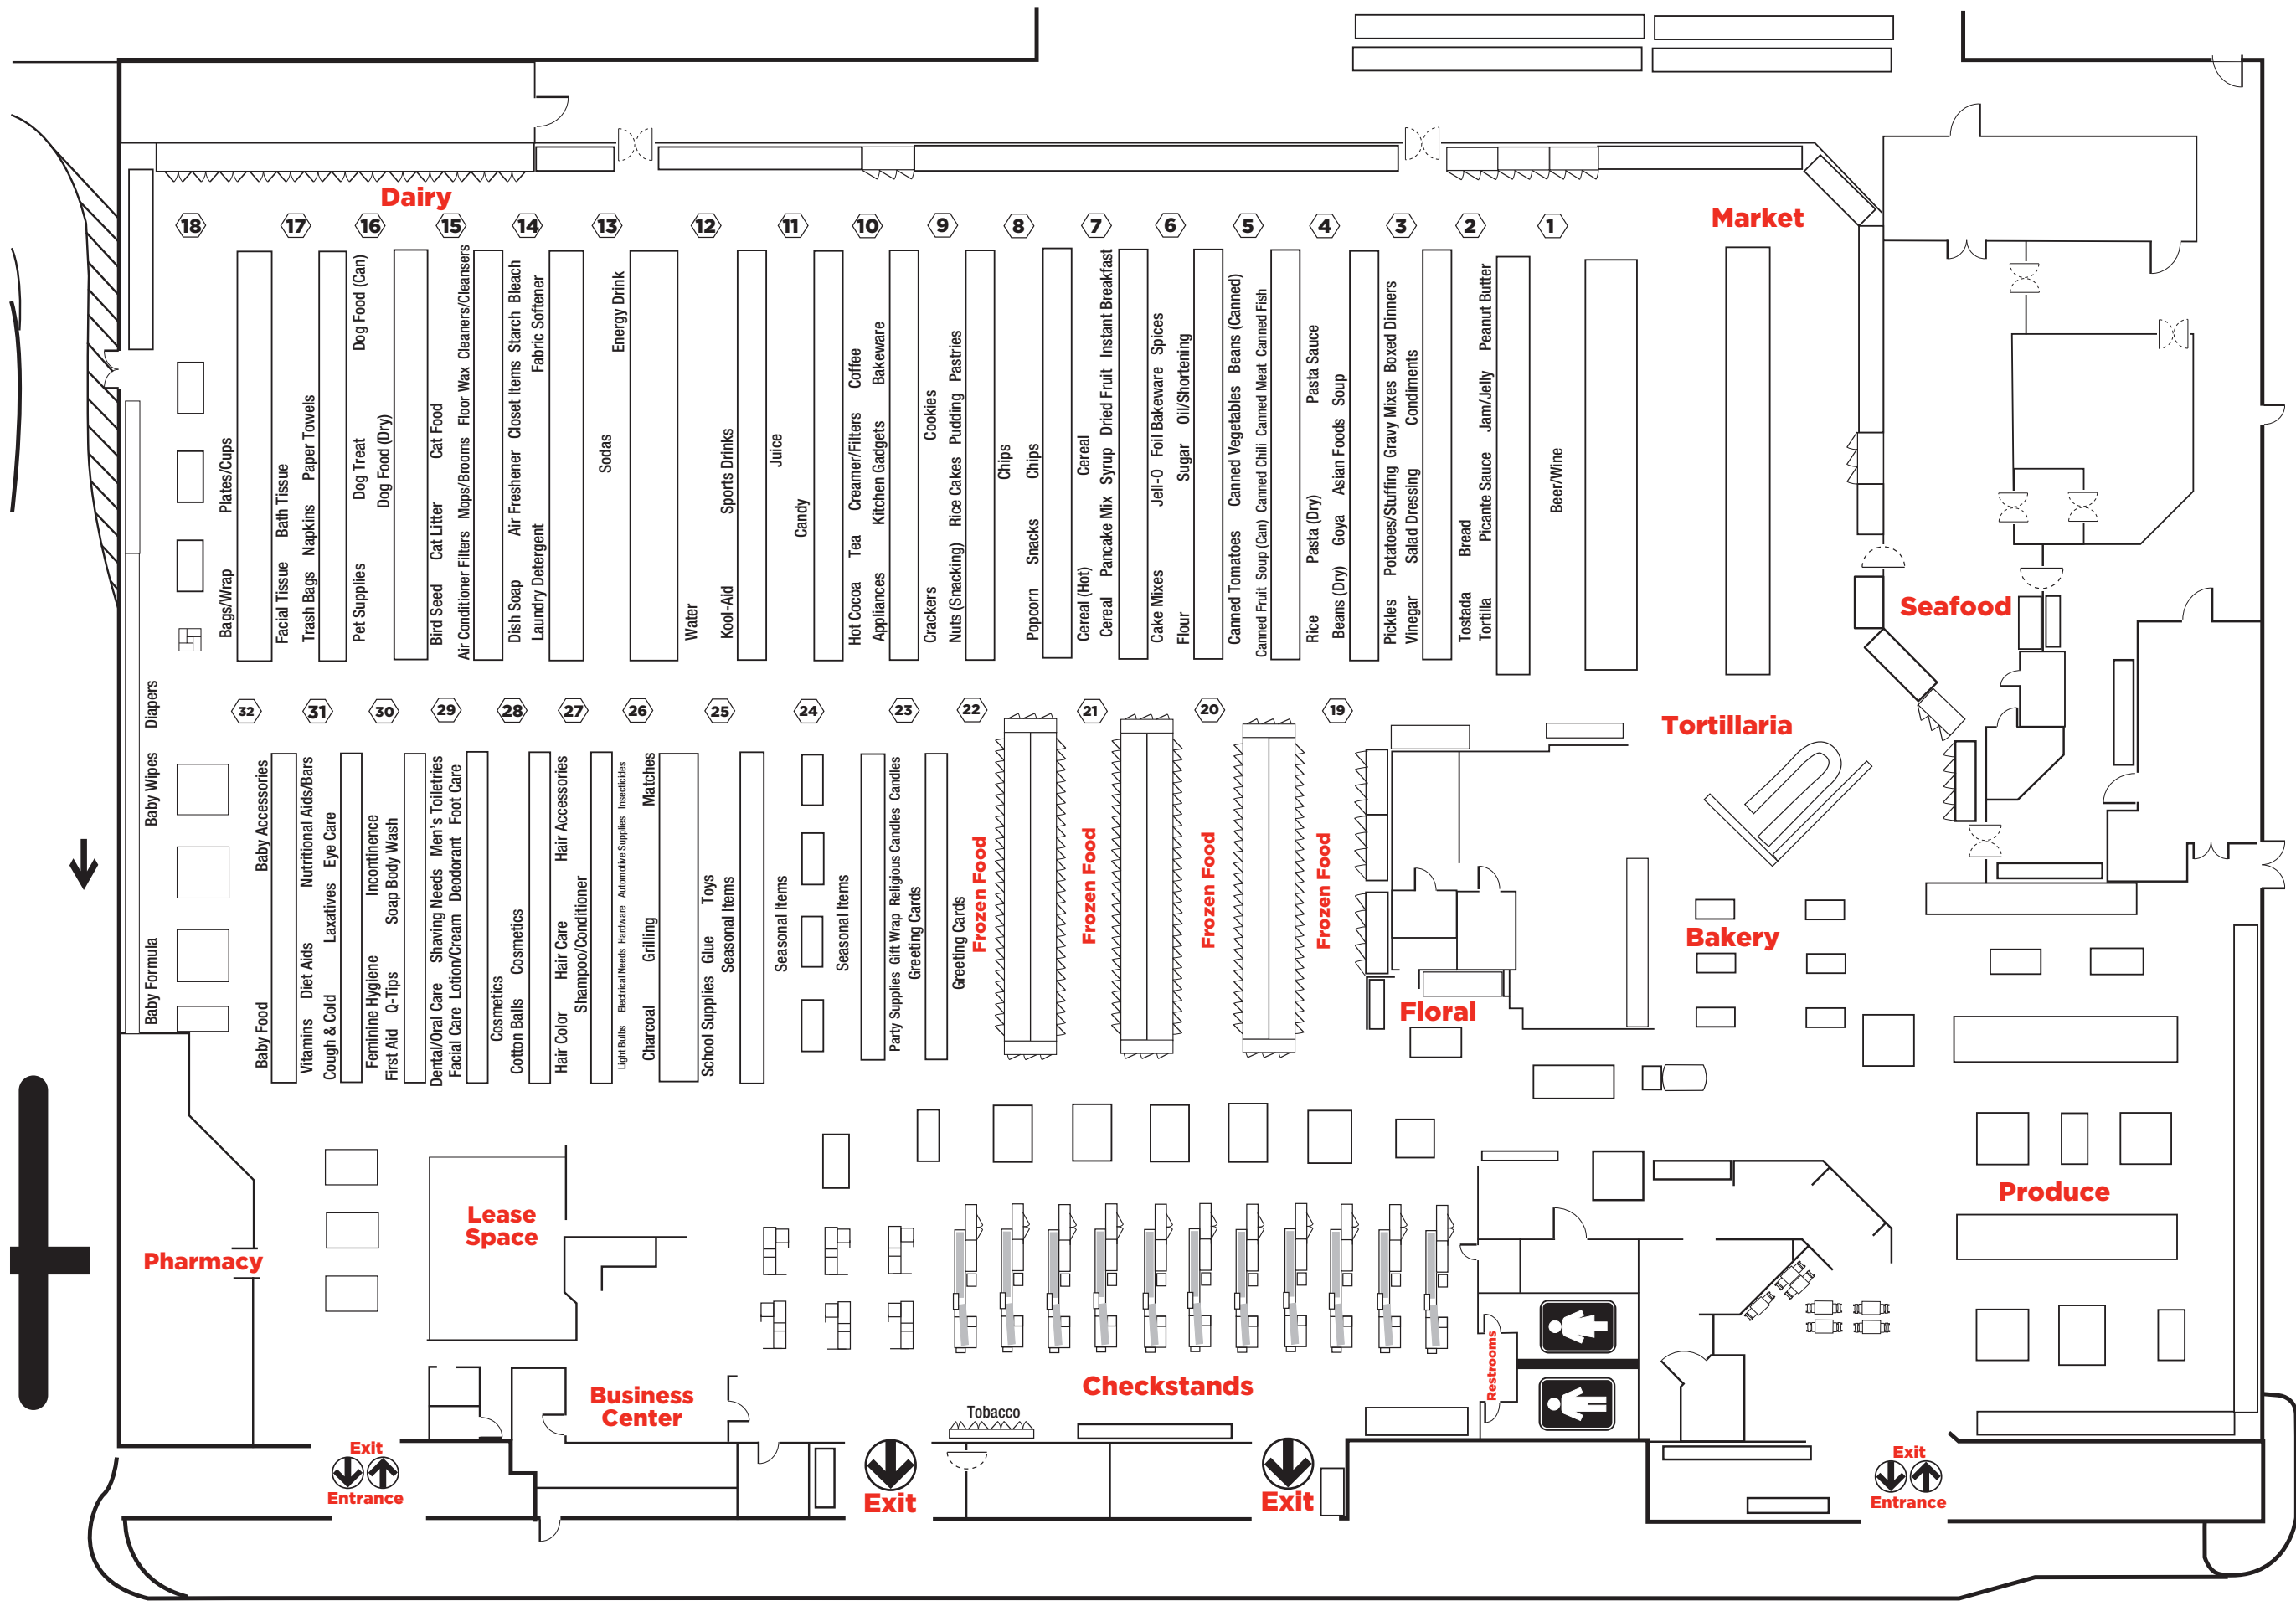 Dairy
Market
18
17
16
15
14
13
12
11
10
9
8
7
6
5
4
3
2
1
Bags/Wrap Plates/Cups
Facial Tissue Bath Tissue
Trash Bags Napkins Paper Towels
Pet Supplies Dog Treat Dog Food (Can)
Dog Food (Dry)
Bird Seed Cat Litter Cat Food
Air Conditioner Filters Mops/Brooms Floor Wax Cleaners/Cleansers
Dish Soap Air Freshener Closet Items Starch Bleach
Laundry Detergent Fabric Softener
Sodas
Energy Drink
Water
Kool-Aid Sports Drinks
Juice
Candy
Hot Cocoa Tea Creamer/Filters Coffee
Appliances Kitchen Gadgets Bakeware
Crackers Cookies
Nuts (Snacking) Rice Cakes Pudding Pastries
Chips
Popcorn Snacks Chips
Cereal (Hot) Cereal
Cereal Pancake Mix Syrup Dried Fruit Instant Breakfast
Cake Mixes Jell-O Foil Bakeware Spices
Flour Sugar Oil/Shortening
Canned Tomatoes Canned Vegetables Beans (Canned)
Canned Fruit Soup (Can) Canned Chili Canned Meat Canned Fish
Rice Pasta (Dry) Pasta Sauce
Beans (Dry) Goya Asian Foods Soup
Pickles Potatoes/Stuffing Gravy Mixes Boxed Dinners
Vinegar Salad Dressing Condiments
Tostada Bread
Tortilla Picante Sauce Jam/Jelly Peanut Butter
Beer/Wine
Seafood
Tortillaria
32
31
30
29
28
27
26
25
24
23
22
21
20
19
Baby Formula Baby Wipes Diapers
Baby Food Baby Accessories
Vitamins Diet Aids Nutritional Aids/Bars
Cough & Cold Laxatives Eye Care
Feminine Hygiene Incontinence
First Aid Q-Tips Soap Body Wash
Dental/Oral Care Shaving Needs Men's Toiletries
Facial Care Lotion/Cream Deodorant Foot Care
Cosmetics
Cotton Balls Cosmetics
Hair Color Hair Care Hair Accessories
Shampoo/Conditioner
Light Bulbs Electrical Needs Hardware Automotive Supplies Insecticides
Charcoal Grilling Matches
School Supplies Glue Toys
Seasonal Items
Seasonal Items
Seasonal Items
Party Supplies Gift Wrap Religious Candles Candles
Greeting Cards
Greeting Cards
Frozen Food
Frozen Food
Frozen Food
Frozen Food
Floral
Bakery
Produce
Lease
Space
Pharmacy
Business
Center
Checkstands
Tobacco
Restrooms
Exit
Entrance
Exit
Exit
Exit
Entrance